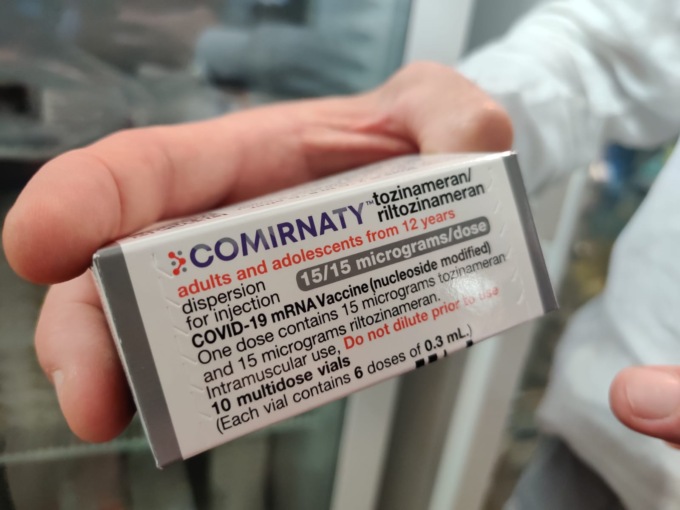 COMIRNATY™ tozinameran/
riltozinameran
adults and adolescents from 12 years
dispersion
for injection
15/15 micrograms/dose
COVID-19 mRNA Vaccine (nucleoside modified)
One dose contains 15 micrograms tozinameran
and 15 micrograms riltozinameran.
Intramuscular use, Do not dilute prior to use
10 multidose vials
(Each vial contains 6 doses of 0.3 mL)